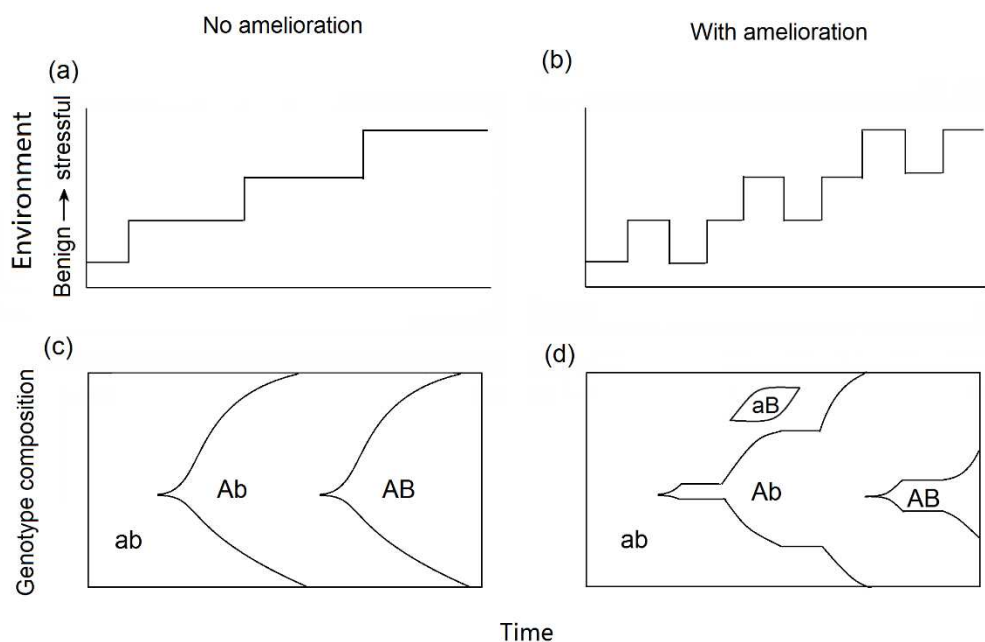 No amelioration
With amelioration
(a)
(b)
Environment
Benign → stressful
(c)
(d)
Genotype composition
ab
Ab
AB
ab
aB
Ab
AB
Time